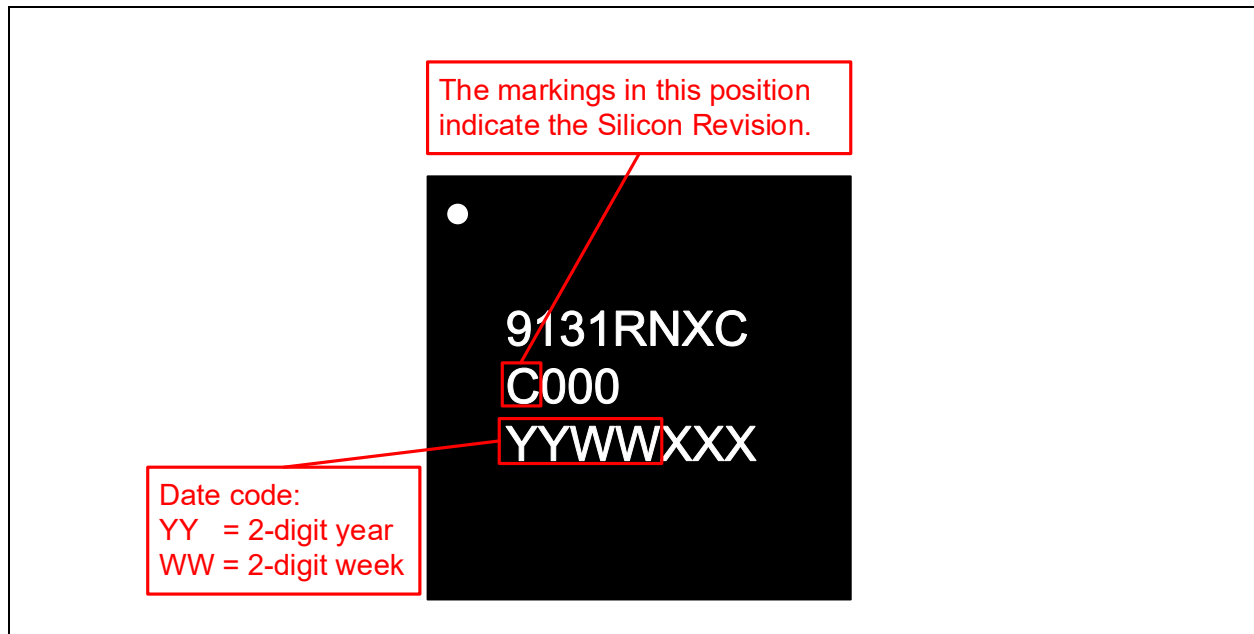 The markings in this position
indicate the Silicon Revision.
9131RNXC
C000
YYWWXXX
Date code:
YY = 2-digit year
WW = 2-digit week